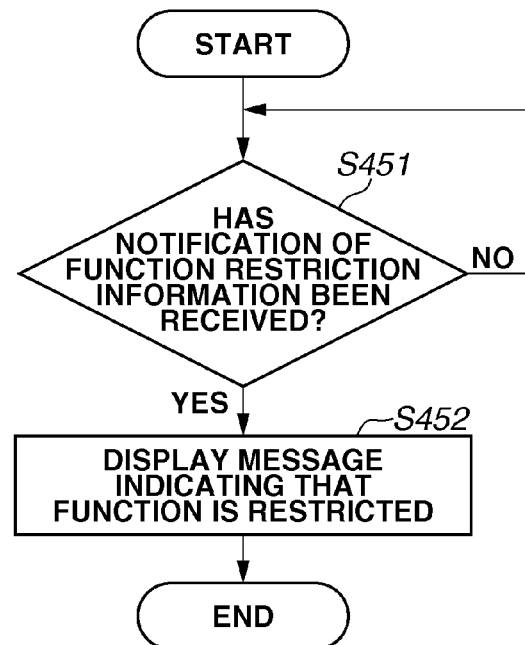 START
S451
HAS
NOTIFICATION OF
FUNCTION RESTRICTION
INFORMATION BEEN
RECEIVED?
NO
YES
S452
DISPLAY MESSAGE
INDICATING THAT
FUNCTION IS RESTRICTED
END